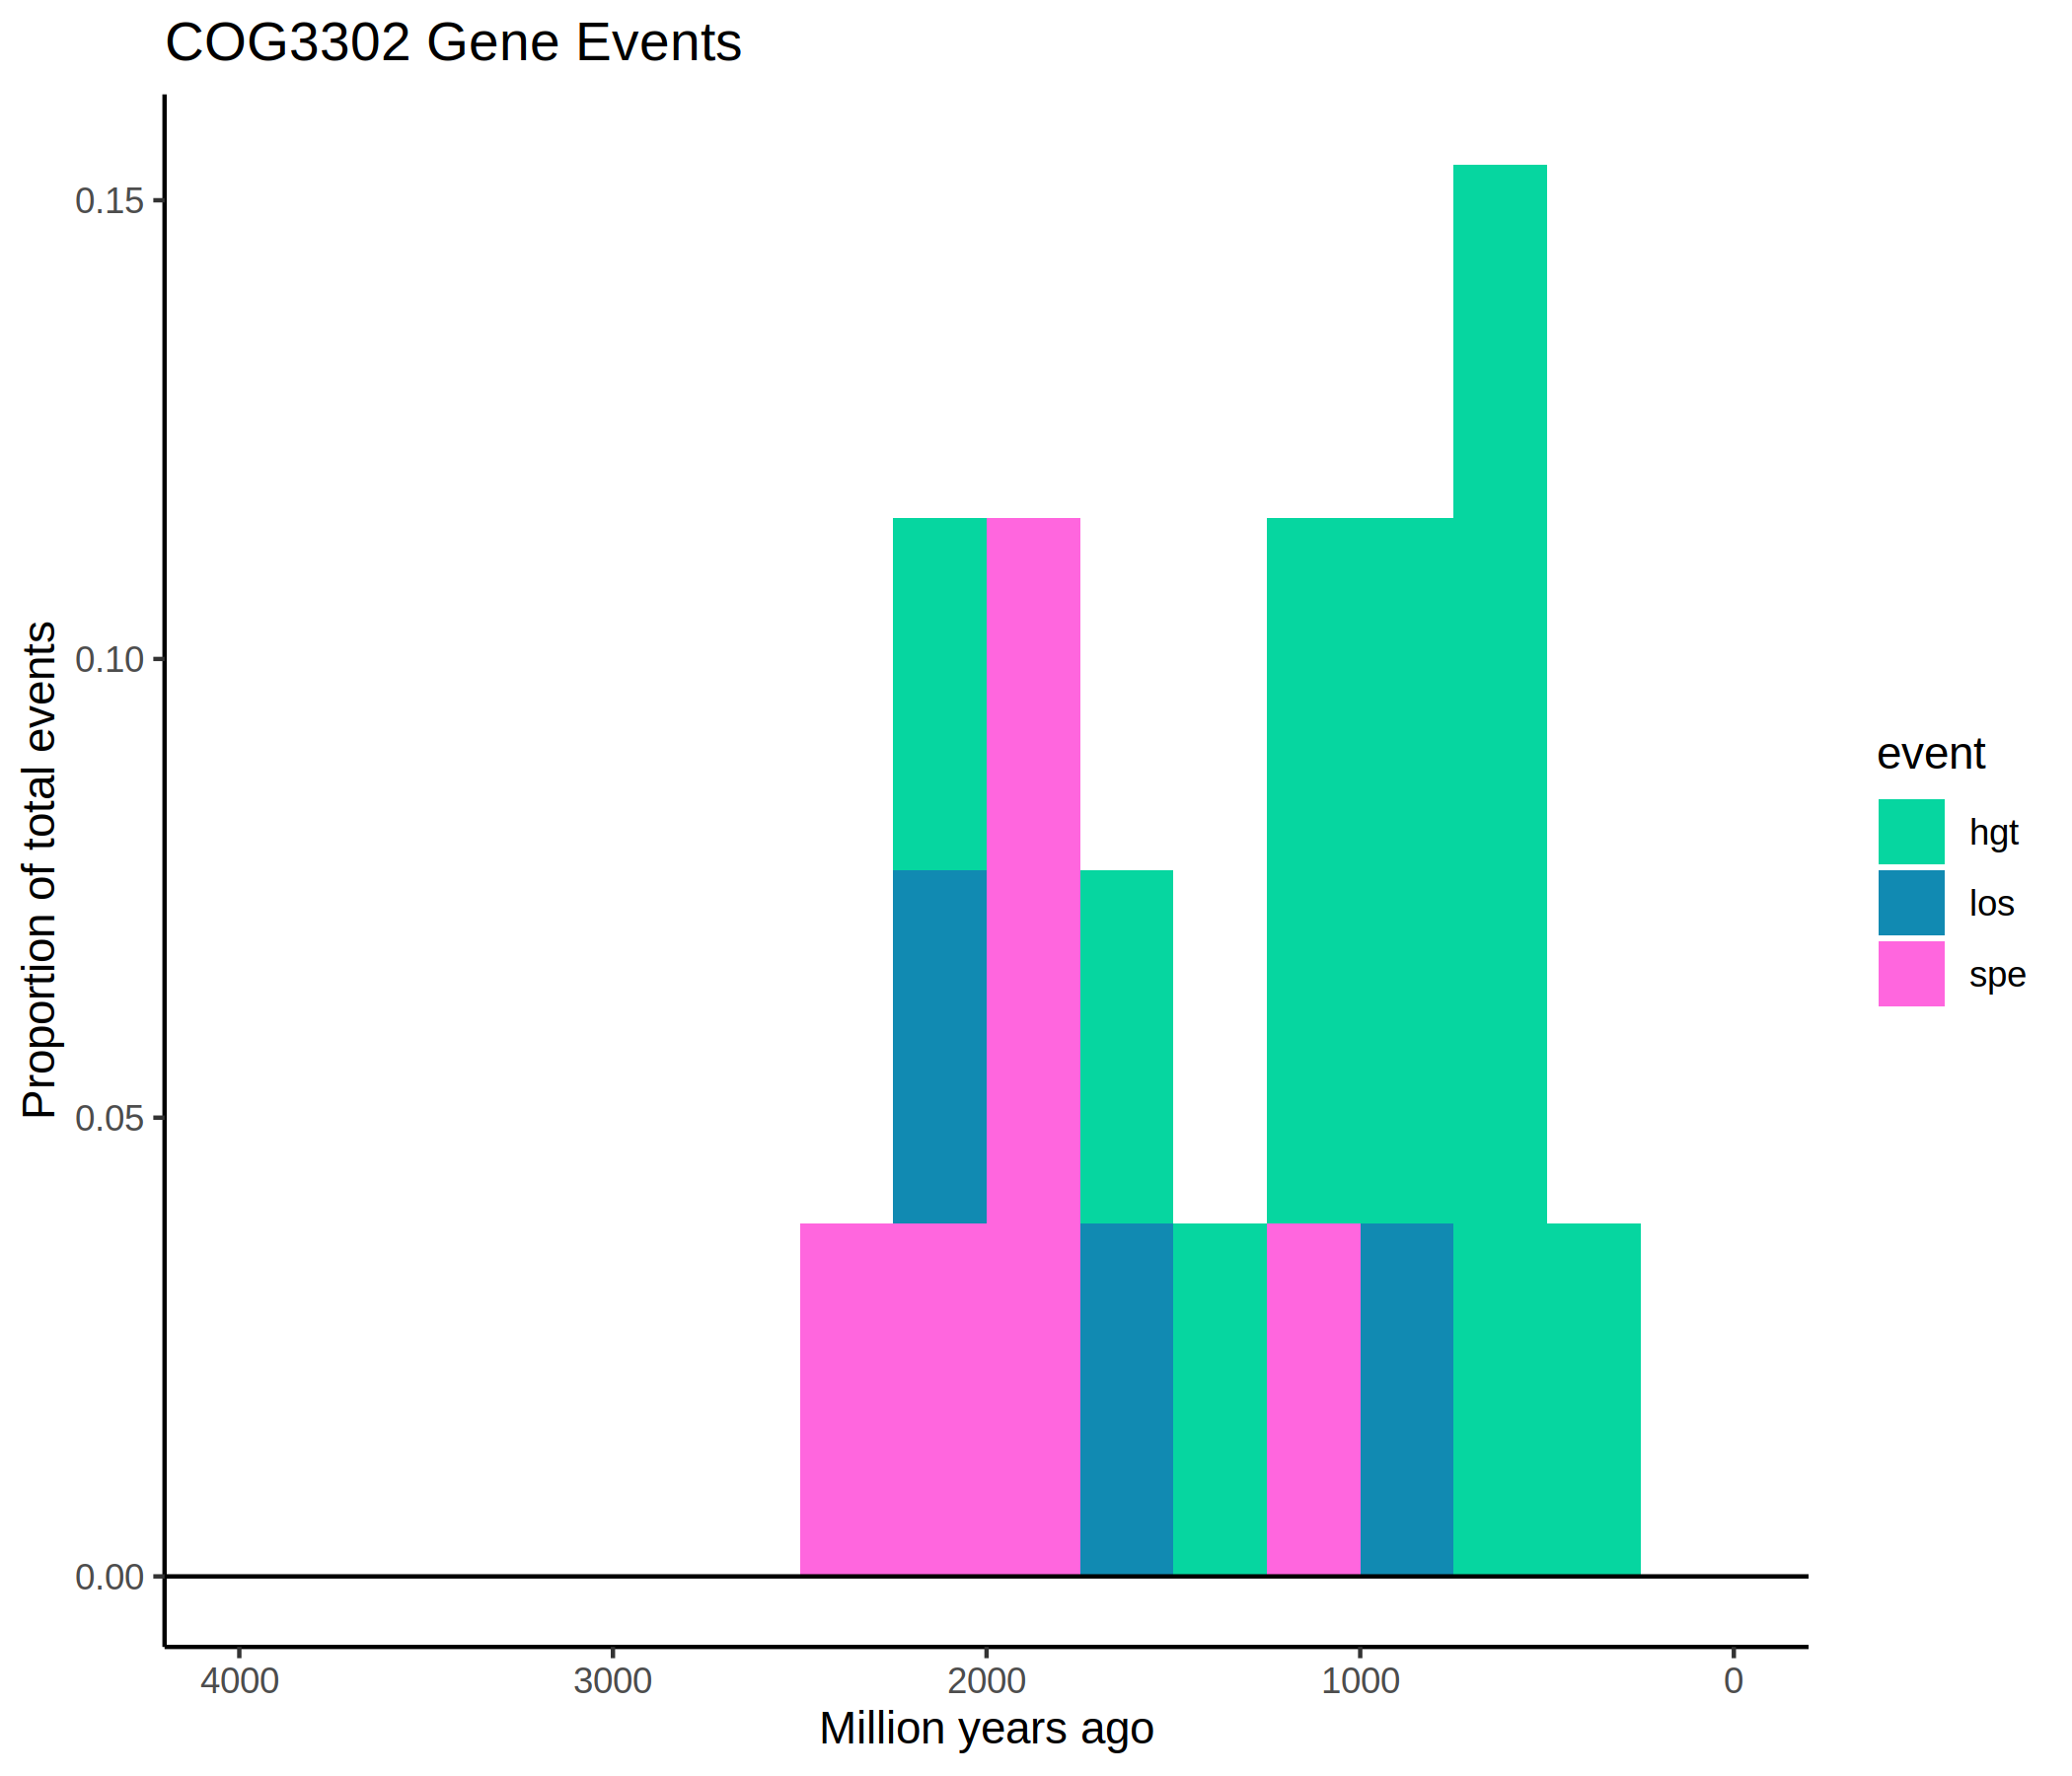 COG3302 Gene Events
Proportion of total events
0.15
0.10
0.05
0.00
4000 3000 2000 1000 0
Million years ago
event
hgt
los
spe